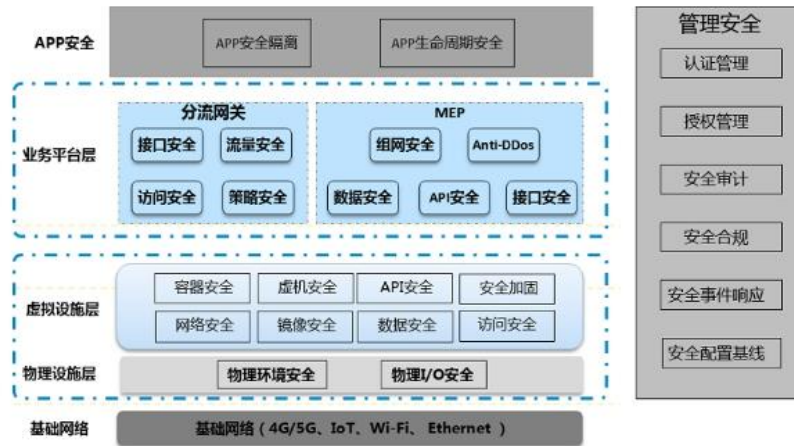 APP安全
APP安全隔离
APP生命周期安全
业务平台层
分流网关
接口安全
流量安全
访问安全
策略安全
MEP
组网安全
Anti-DDos
数据安全
API安全
接口安全
虚拟设施层
容器安全
虚机安全
API安全
安全加固
网络安全
镜像安全
数据安全
访问安全
物理设施层
物理环境安全
物理I/O安全
基础网络
基础网络（4G/5G、IoT、Wi-Fi、 Ethernet ）
管理安全
认证管理
授权管理
安全审计
安全合规
安全事件响应
安全配置基线